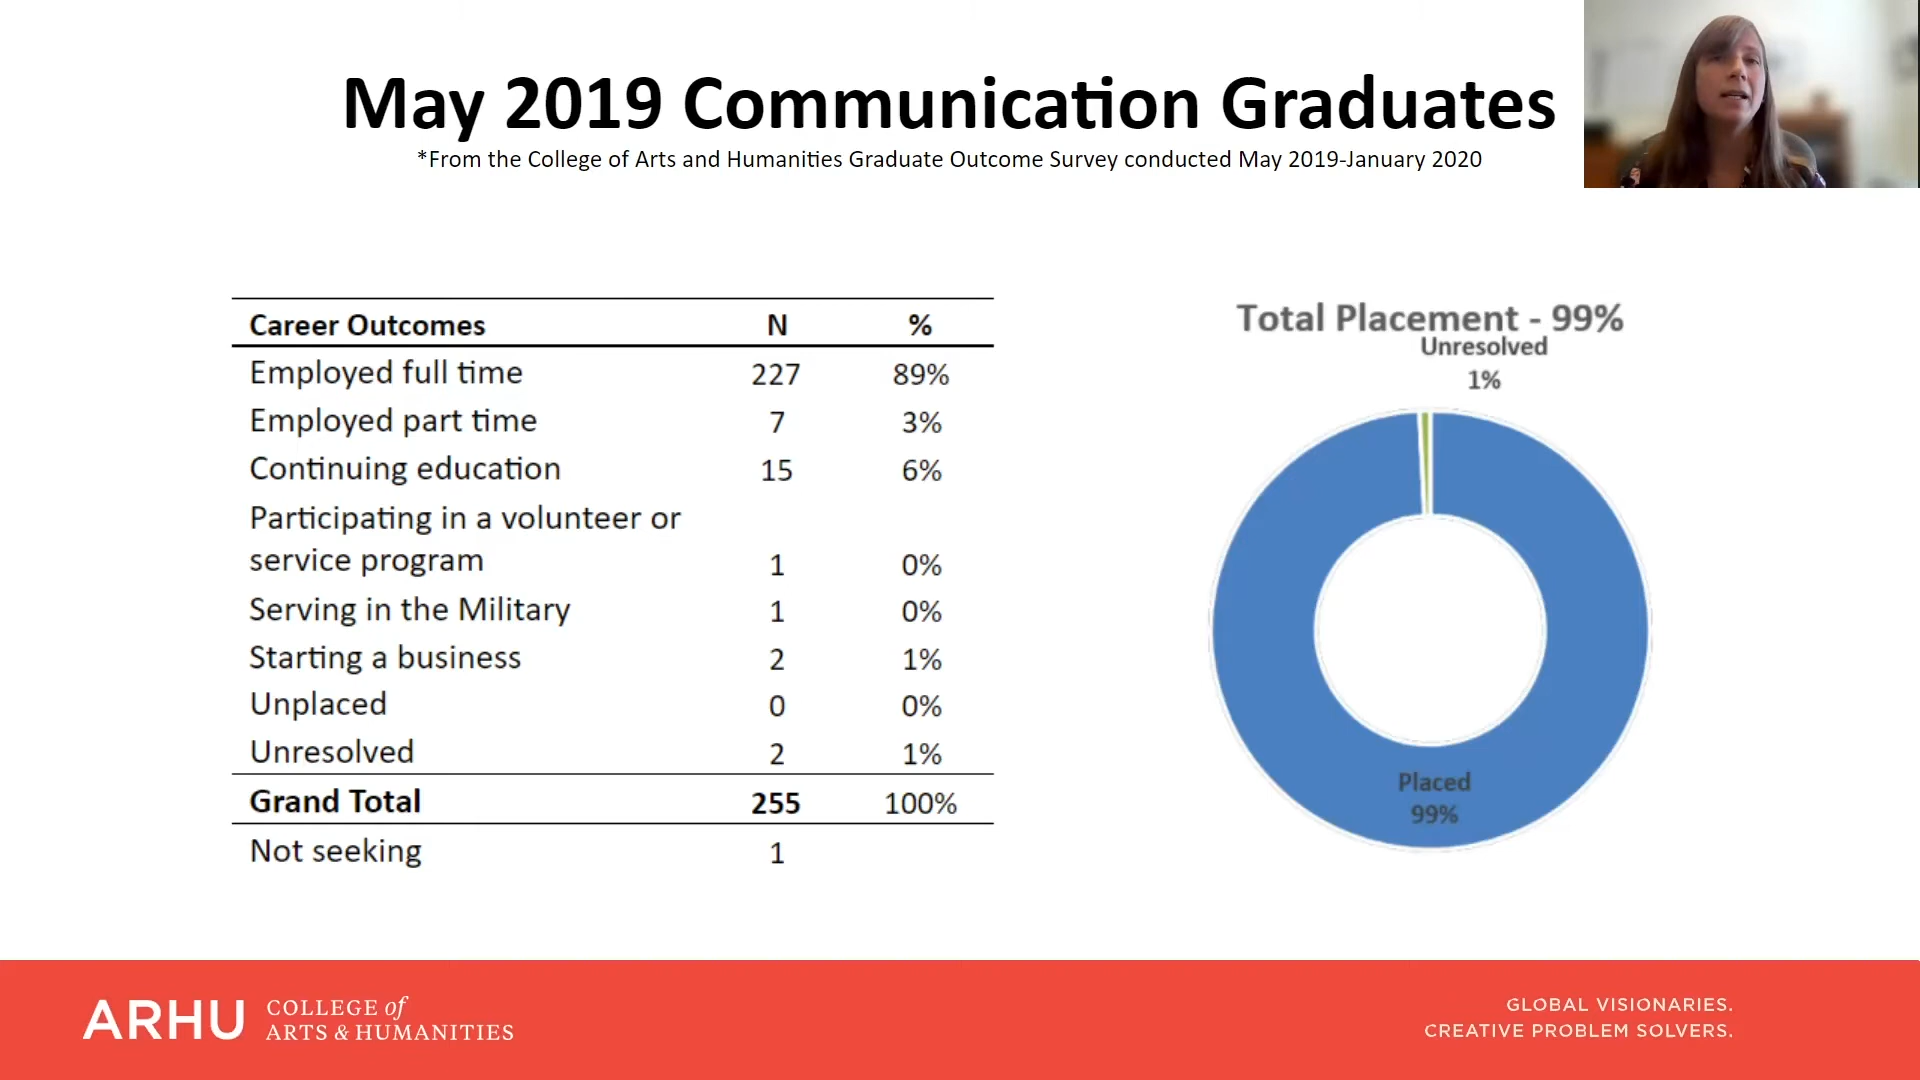 May 2019 Communication Graduates
*From the College of Arts and Humanities Graduate Outcome Survey conducted May 2019-January 2020
Career Outcomes N %
Employed full time 227 89%
Employed part time 7 3%
Continuing education 15 6%
Participating in a volunteer or
service program 1 0%
Serving in the Military 1 0%
Starting a business 2 1%
Unplaced 0 0%
Unresolved 2 1%
Grand Total 255 100%
Not seeking 1
Total Placement - 99%
Unresolved
1%
Placed
99%
ARHU
COLLEGE of
ARTS & HUMANITIES
GLOBAL VISIONARIES.
CREATIVE PROBLEM SOLVERS.